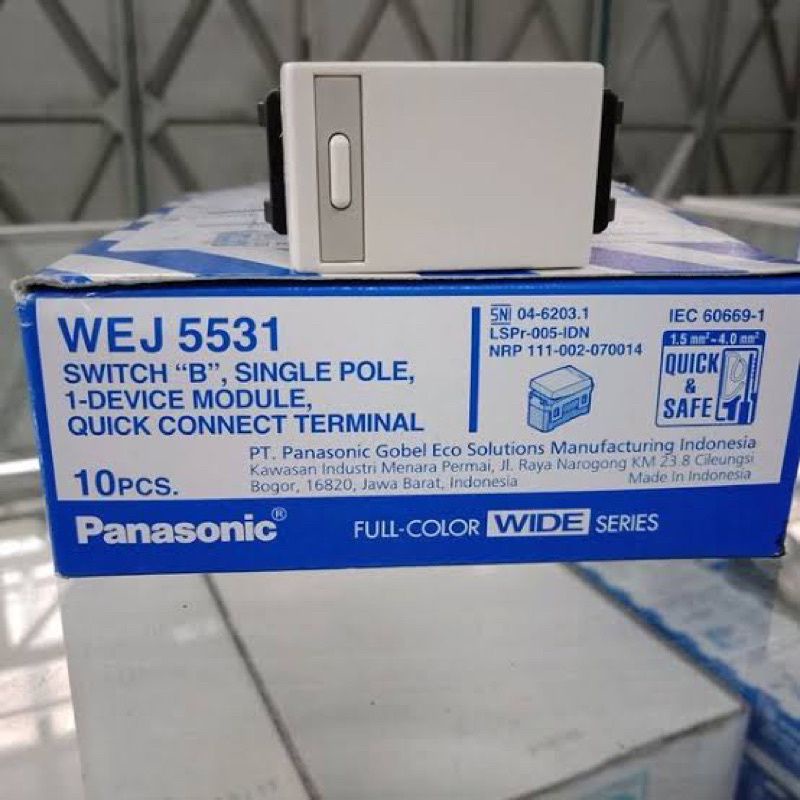 WEJ 5531
SWITCH “B”, SINGLE POLE,
1-DEVICE MODULE,
QUICK CONNECT TERMINAL
10PCS.
SNI 04-6203.1
LSPr-005-IDN
NRP 111-002-070014
IEC 60669-1
1.5 mm²~4.0 mm²
QUICK
&
SAFE
PT. Panasonic Gobel Eco Solutions Manufacturing Indonesia
Kawasan Industri Menara Permai, Jl. Raya Narogong KM 23.8 Cileungsi
Bogor, 16820, Jawa Barat, Indonesia
Made In Indonesia
Panasonic®
FULL-COLOR WIDE SERIES